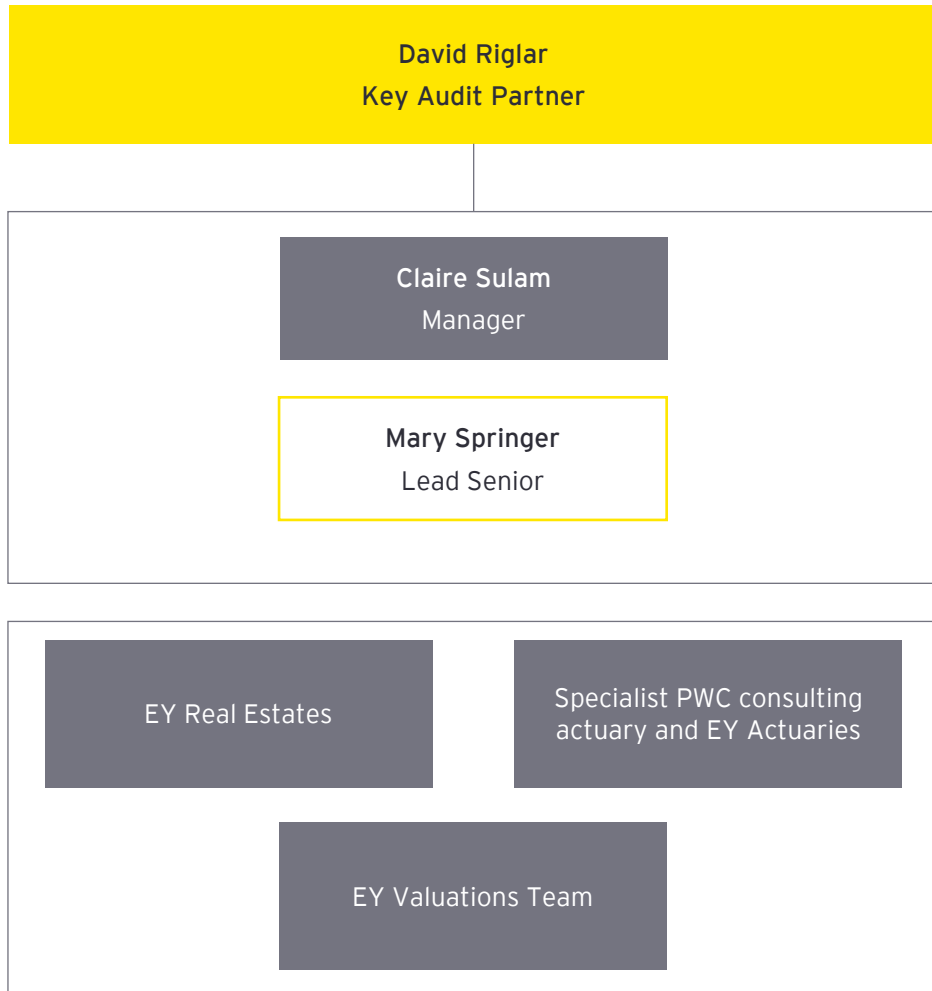 David Riglar
Key Audit Partner
Claire Sulam
Manager
Mary Springer
Lead Senior
EY Real Estates
Specialist PWC consulting
actuary and EY Actuaries
EY Valuations Team